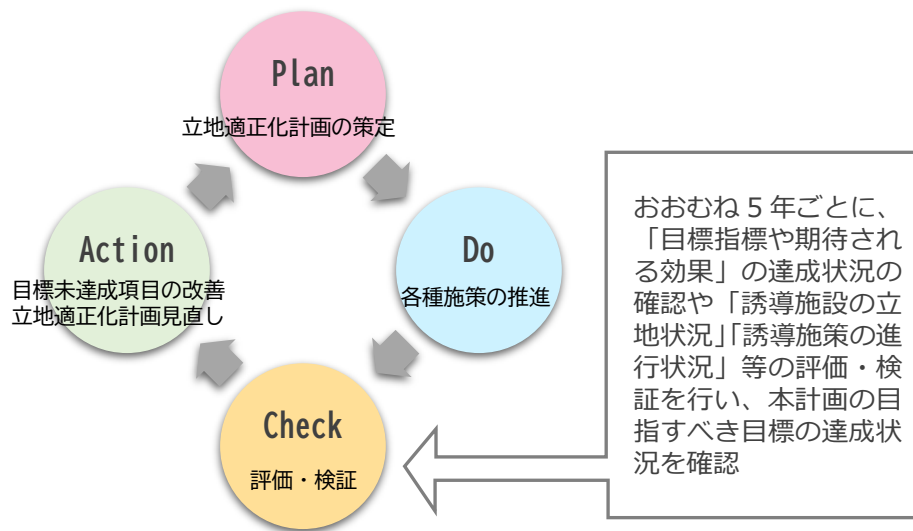 Plan
立地適正化計画の策定
Do
各種施策の推進
Check
評価・検証
Action
目標未達成項目の改善
立地適正化計画見直し
おおむね5年ごとに、
「目標指標や期待され
る効果」の達成状況の
確認や「誘導施設の立
地状況」「誘導施策の進
行状況」等の評価・検
証を行い、本計画の目
指すべき目標の達成状
況を確認